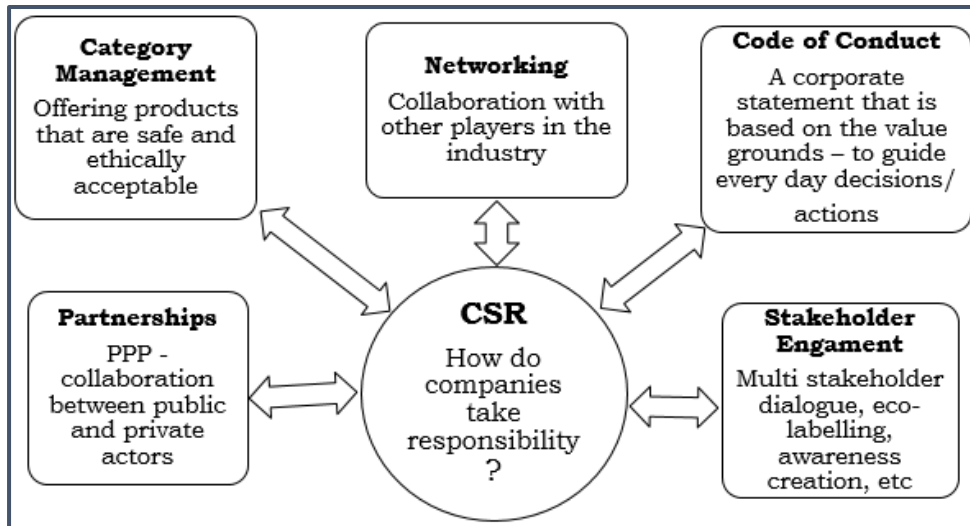 Category
Management
Offering products
that are safe and
ethically
acceptable
Networking
Collaboration with
other players in the
industry
Code of Conduct
A corporate
statement that is
based on the value
grounds – to guide
every day decisions/
actions
Partnerships
PPP -
collaboration
between public
and private
actors
CSR
How do
companies
take
responsibility
?
Stakeholder
Engament
Multi stakeholder
dialogue, eco-
labelling,
awareness
creation, etc